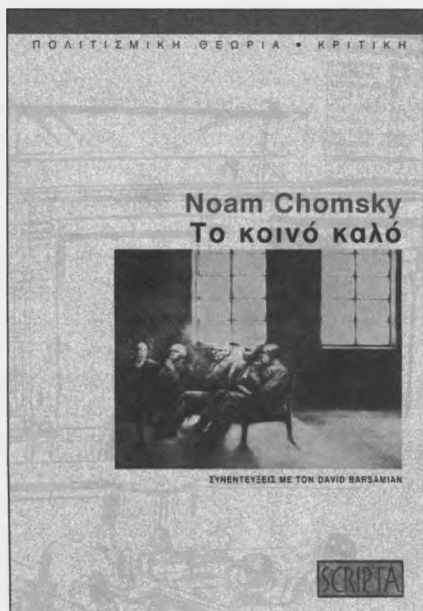 ΠΟΛΙΤΙΣΜΙΚΗ ΘΕΩΡΙΑ • ΚΡΙΤΙΚΗ
Noam Chomsky
Το κοινό καλό
ΣΥΝΕΝΤΕΥΞΕΙΣ ΜΕ ΤΟΝ DAVID BARSAMIAN
SCRIPTA